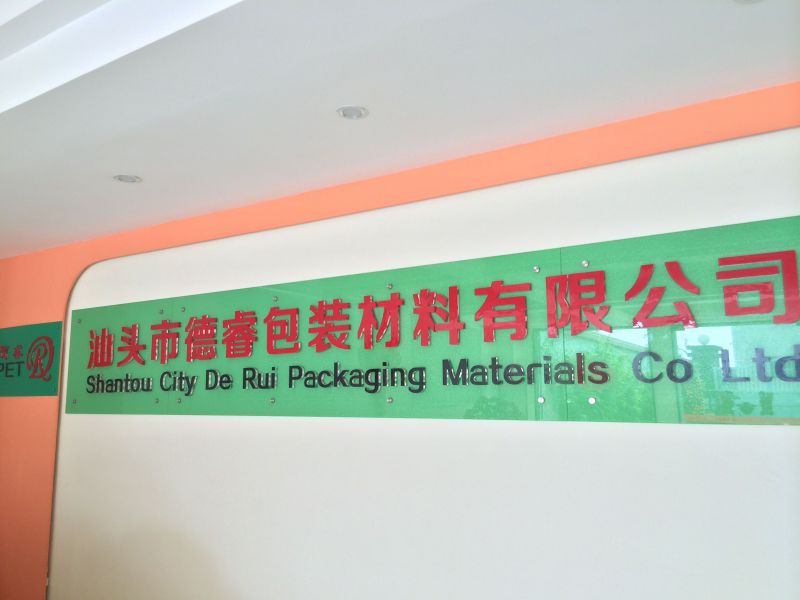 汕头市德睿包装材料有限公司
Shantou City De Rui Packaging Materials Co Ltd
PET R